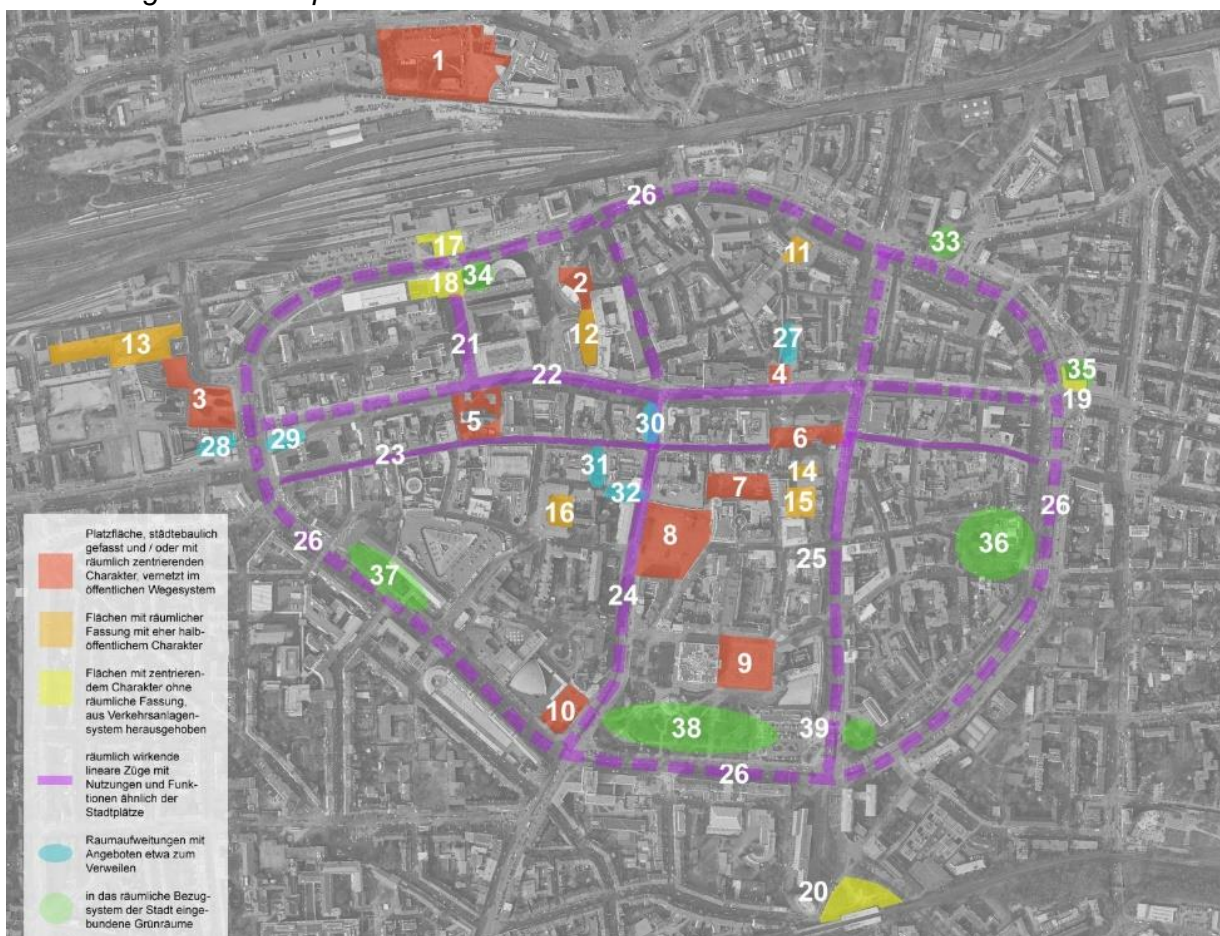 1
26
33
11
17
34
18
2
12
13
21
27
35
22
4
3
19
5
30
6
28
29
23
31
14
32
7
15
16
26
8
26
36
25
37
24
9
10
38
39
26
20
Platzfläche, städtebaulich
gefasst und / oder mit
räumlich zentrierenden
Charakter, vernetzt im
öffentlichen Wegesystem
Flächen mit räumlicher
Fassung mit eher halb-
öffentlichem Charakter
Flächen mit zentrieren-
dem Charakter ohne
räumliche Fassung,
aus Verkehrsanlagen-
system herausgehoben
räumlich wirkende
lineare Züge mit
Nutzungen und Funk-
tionen ähnlich der
Stadtplätze
Raumaufweitungen mit
Angeboten etwa zum
Verweilen
in das räumliche Bezug-
system der Stadt einge-
bundene Grünräume